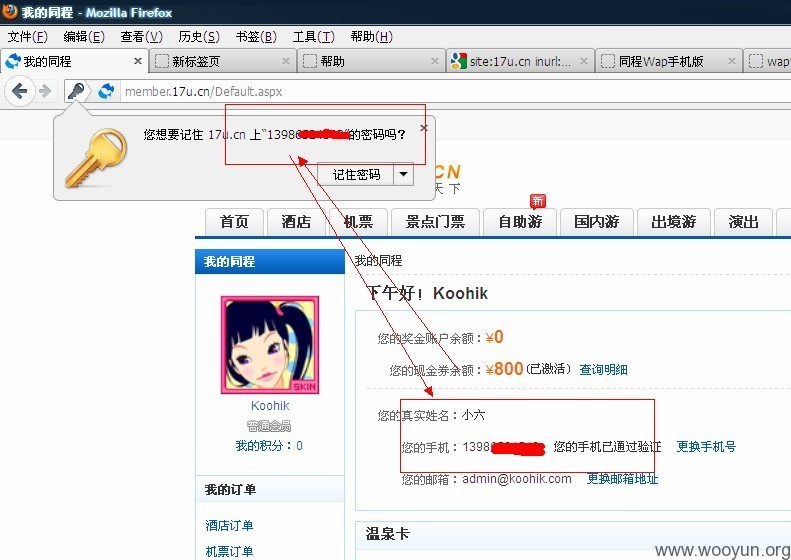 我的同程 - Mozilla Firefox
文件(F) 编辑(E) 查看(V) 历史(S) 书签(B) 工具(T) 帮助(H)
我的同程 新标签页 帮助 site:17u.cn inurl:... 同程Wap手机版 wap
member.17u.cn/Default.aspx
您想要记住 17u.cn 上“1398 ”的密码吗？
记住密码
CN
天下
新
首页 酒店 机票 景点门票 自助游 国内游 出境游 演出
我的同程
我的同程
下午好！Koohik
SKIN
Koohik
普通会员
我的积分：0
您的奖金账户余额：¥0
您的现金券余额：¥800(已激活) 查询明细
您的真实姓名：小六
您的手机：1398 您的手机已通过验证 更换手机号
您的邮箱：admin@koohik.com 更换邮箱地址
我的订单
酒店订单
机票订单
温泉卡
www.wooyun.org